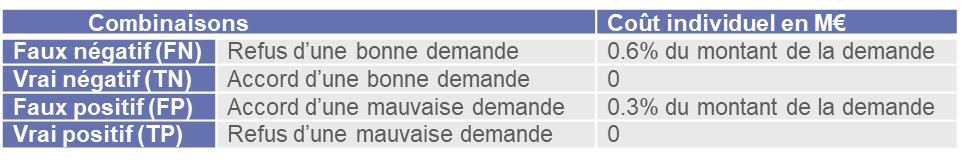 Combinaisons Coût individuel en M€
Faux négatif (FN) Refus d’une bonne demande 0.6% du montant de la demande
Vrai négatif (TN) Accord d’une bonne demande 0
Faux positif (FP) Accord d’une mauvaise demande 0.3% du montant de la demande
Vrai positif (TP) Refus d’une mauvaise demande 0